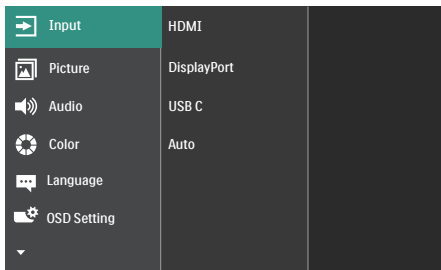 Input
HDMI
Picture
DisplayPort
Audio
USB C
Color
Auto
Language
OSD Setting